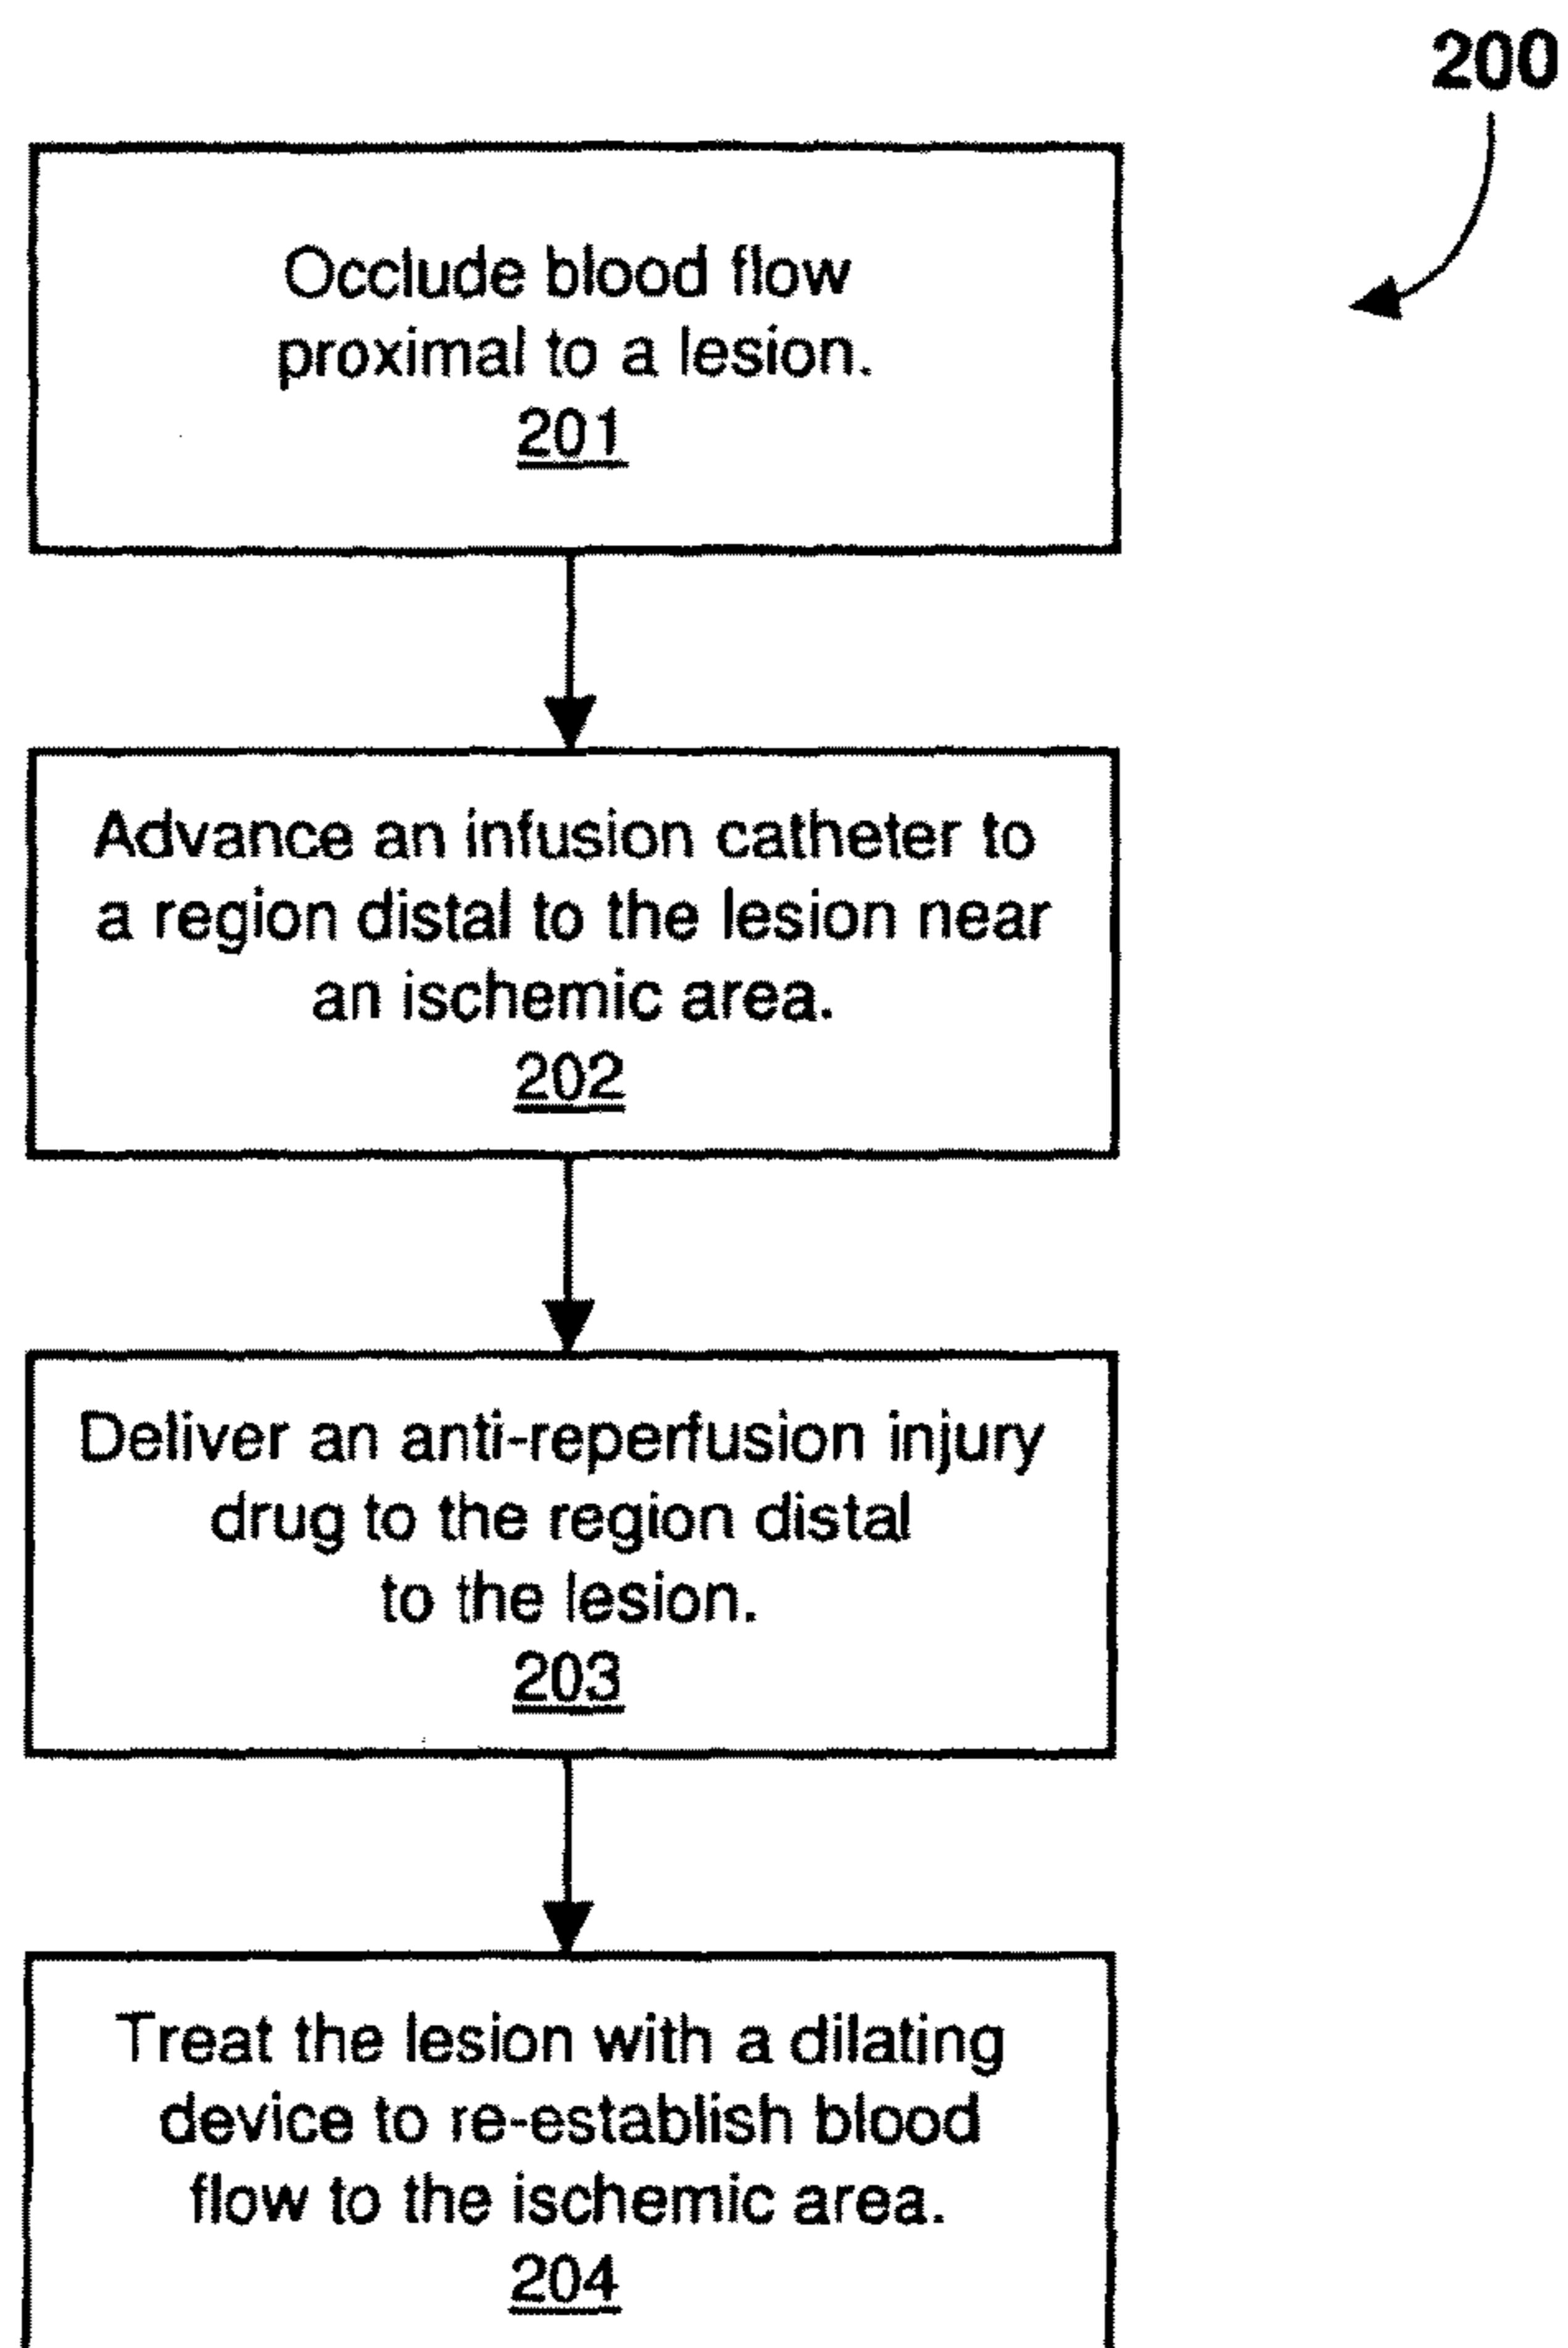 200
Occlude blood flow
proximal to a lesion.
201
Advance an infusion catheter to
a region distal to the lesion near
an ischemic area.
202
Deliver an anti-reperfusion injury
drug to the region distal
to the lesion.
203
Treat the lesion with a dilating
device to re-establish blood
flow to the ischemic area.
204